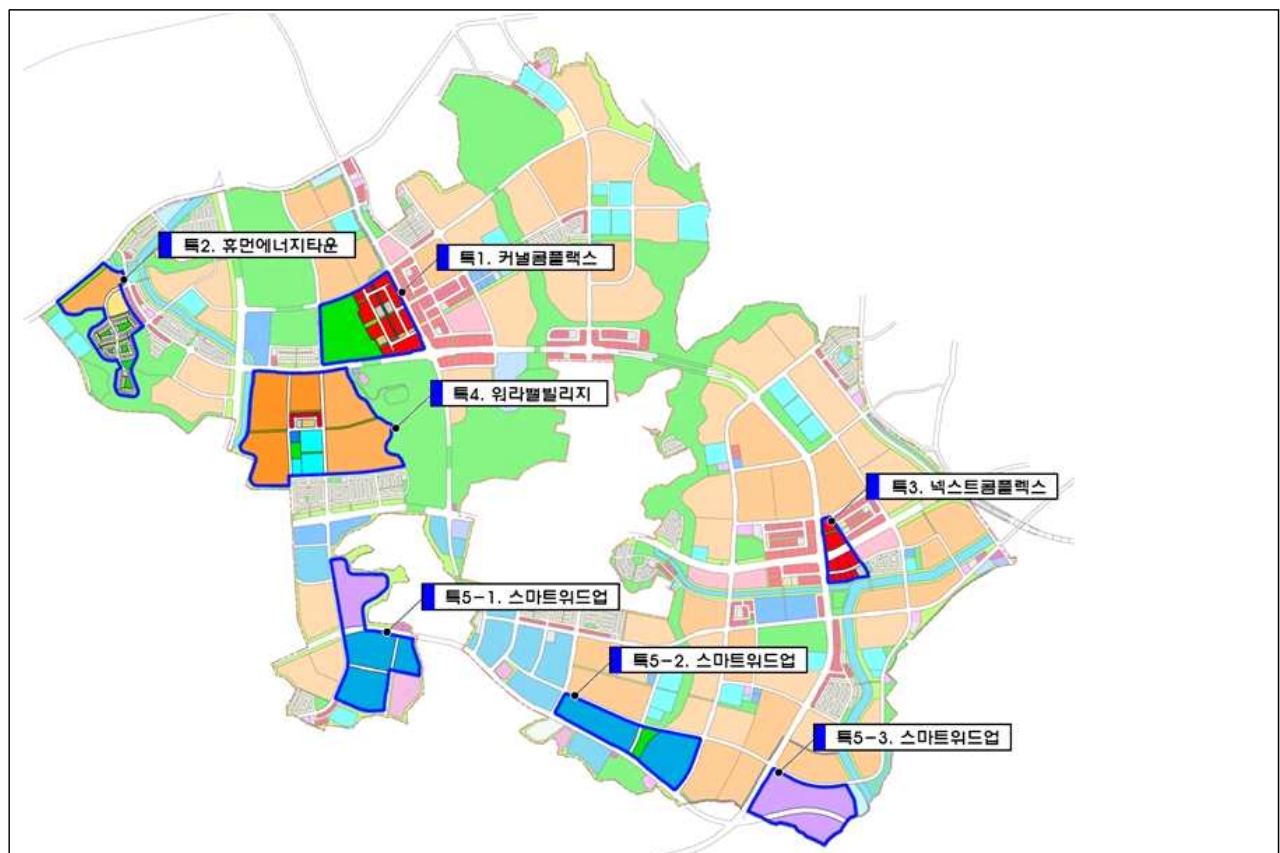 특2. 휴먼에너지타운
특1. 커낼콤플랙스
특4. 워라밸빌리지
특3. 넥스트콤플렉스
특5-1. 스마트워드업
특5-2. 스마트워드업
특5-3. 스마트워드업